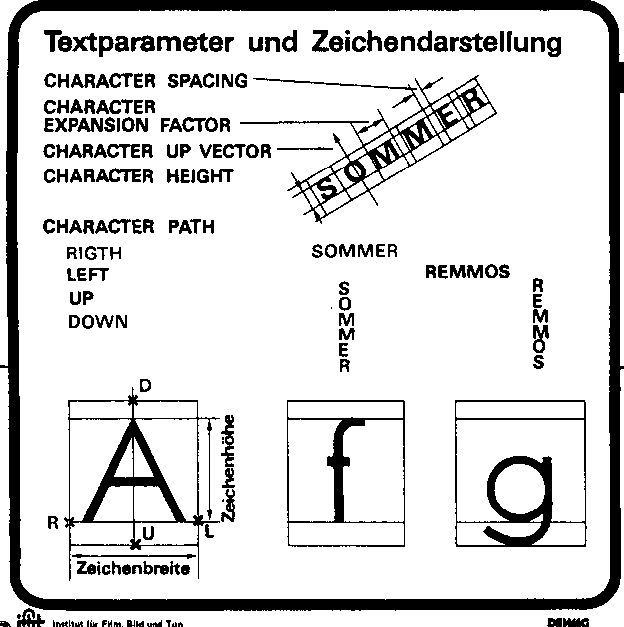 Textparameter und Zeichendarstellung
CHARACTER SPACING
CHARACTER
EXPANSION FACTOR
CHARACTER UP VECTOR
CHARACTER HEIGHT
SOMMER
CHARACTER PATH
RIGTH
LEFT
UP
DOWN
SOMMER
REMMOS
S
O
M
M
E
R
R
E
M
M
O
S
D
A
Zeichenhöhe
R
U
L
Zeichenbreite
f
g
Institut für Film, Bild und Ton